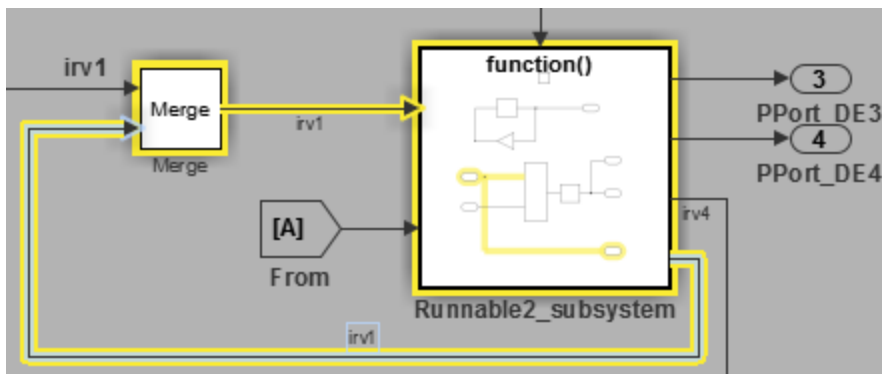 irv1
Merge
Merge
irv1
function()
3
PPort_DE3
4
PPort_DE4
[A]
From
irv4
Runnable2_subsystem
irv1